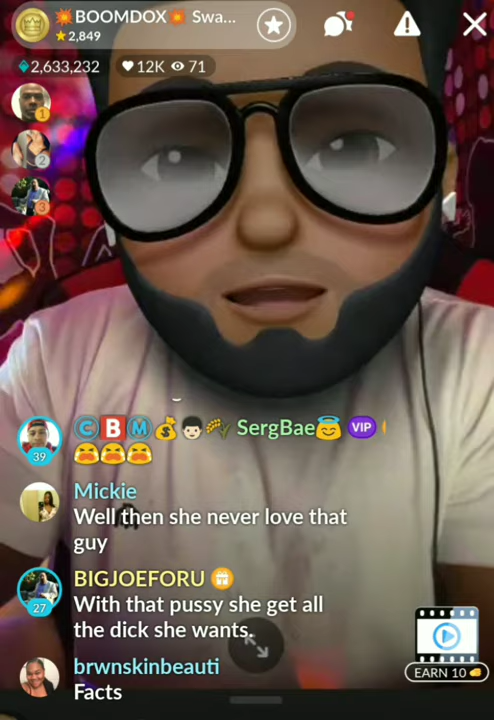 💥BOOMDOX💥 Swa...
⭐2,849
2,633,232 12K 71
1
2
3
CBM💰👨🏻🌾 SergBae😇 VIP
39 😫😫😫
Mickie
Well then she never love that
guy
BIGJOEFORU
27 With that pussy she get all
the dick she wants.
brwnskinbeauti
Facts
EARN 10